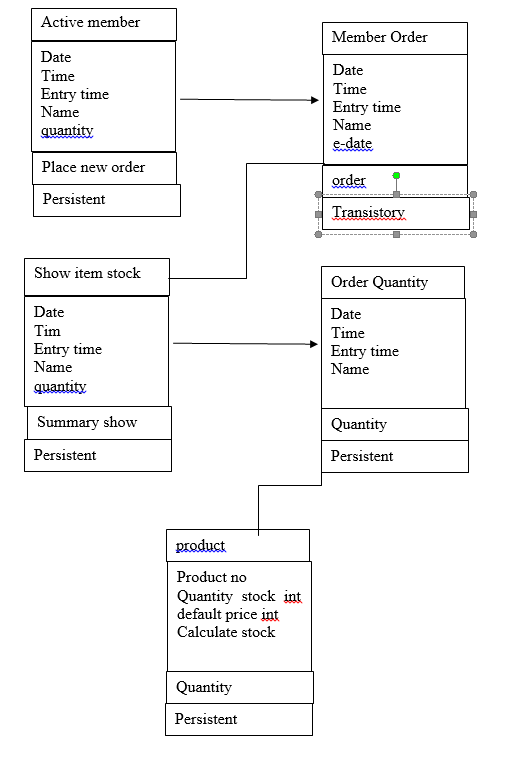 Active member
Date
Time
Entry time
Name
quantity
Place new order
Persistent
Member Order
Date
Time
Entry time
Name
e-date
order
Transistory
Show item stock
Date
Tim
Entry time
Name
quantity
Summary show
Persistent
Order Quantity
Date
Time
Entry time
Name
Quantity
Persistent
product
Product no
Quantity stock int
default price int
Calculate stock
Quantity
Persistent